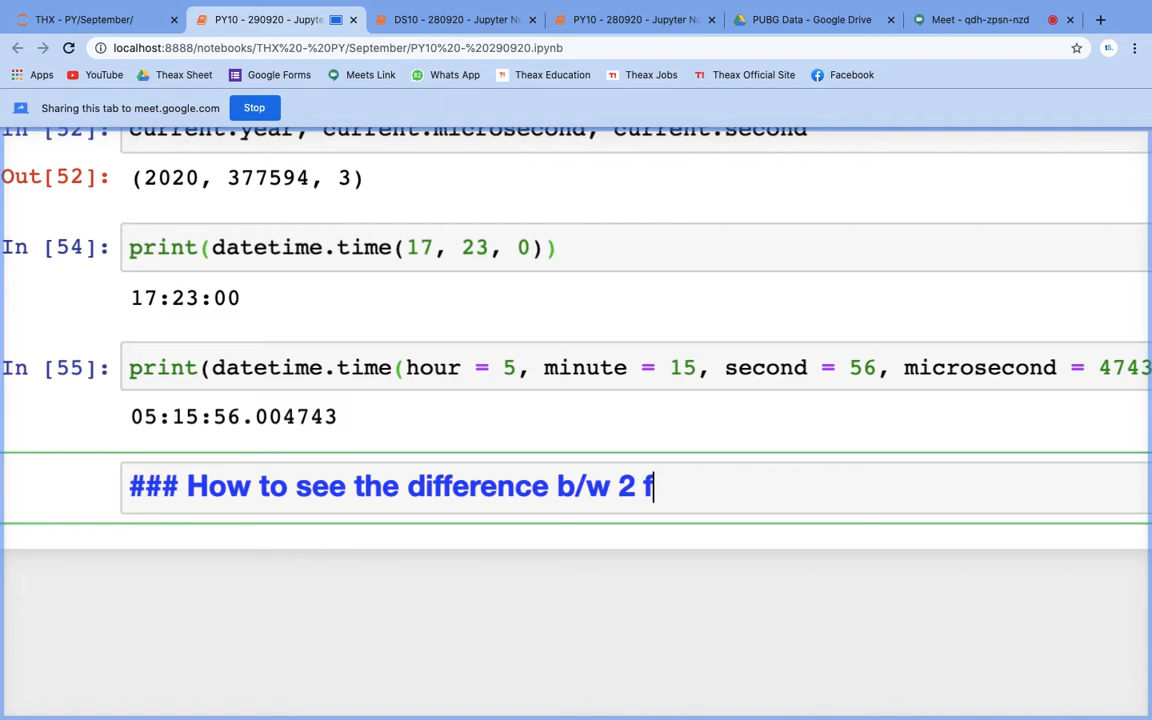 THX - PY/September/
PY10 - 290920 - Jupyte
DS10 - 280920 - Jupyter No
PY10 - 280920 - Jupyter No
PUBG Data - Google Drive
Meet - qdh-zpsn-nzd
localhost:8888/notebooks/THX%20-%20PY/September/PY10%20-%20290920.ipynb
Apps YouTube Theax Sheet Google Forms Meets Link Whats App Theax Education Theax Jobs Theax Official Site Facebook
Sharing this tab to meet.google.com Stop
In [52]: current.year, current.microsecond, current.second
Out[52]: (2020, 377594, 3)
In [54]: print(datetime.time(17, 23, 0))
17:23:00
In [55]: print(datetime.time(hour = 5, minute = 15, second = 56, microsecond = 4743
05:15:56.004743
### How to see the difference b/w 2 f